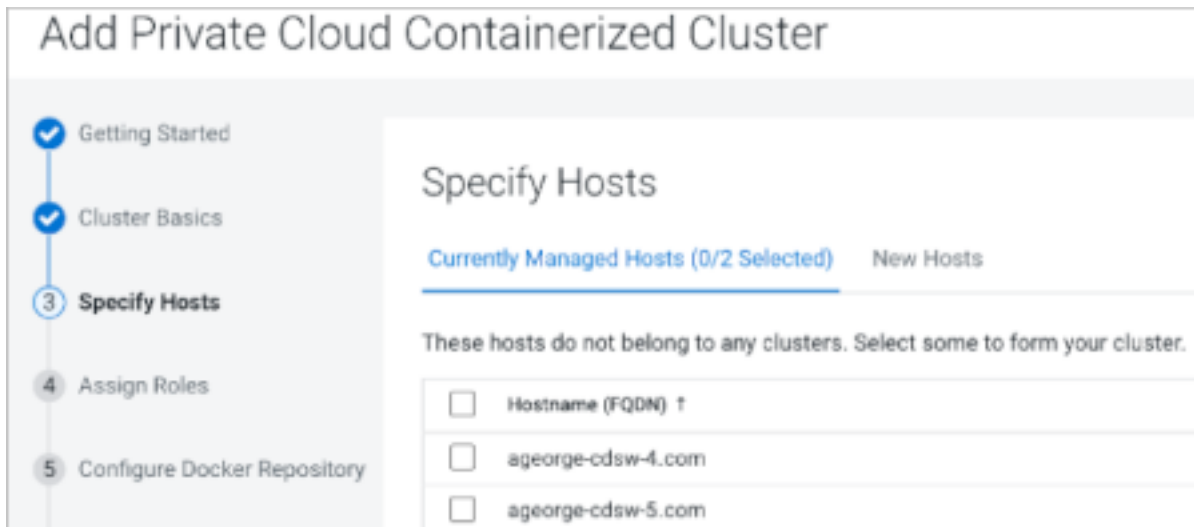 Add Private Cloud Containerized Cluster
Getting Started
Cluster Basics
3 Specify Hosts
4 Assign Roles
5 Configure Docker Repository
Specify Hosts
Currently Managed Hosts (0/2 Selected) New Hosts
These hosts do not belong to any clusters. Select some to form your cluster.
Hostname (FQDN) ↑
ageorge-cdsw-4.com
ageorge-cdsw-5.com